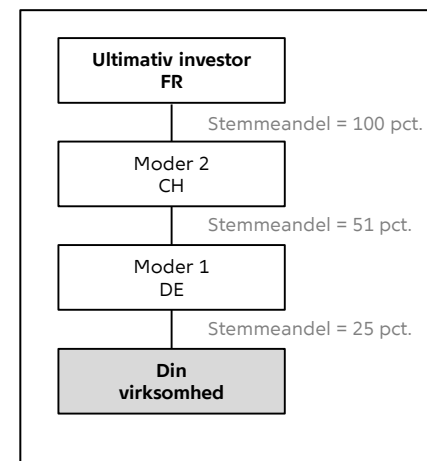 Ultimativ investor
FR
Stemmeandel = 100 pct.
Moder 2
CH
Stemmeandel = 51 pct.
Moder 1
DE
Stemmeandel = 25 pct.
Din
virksomhed